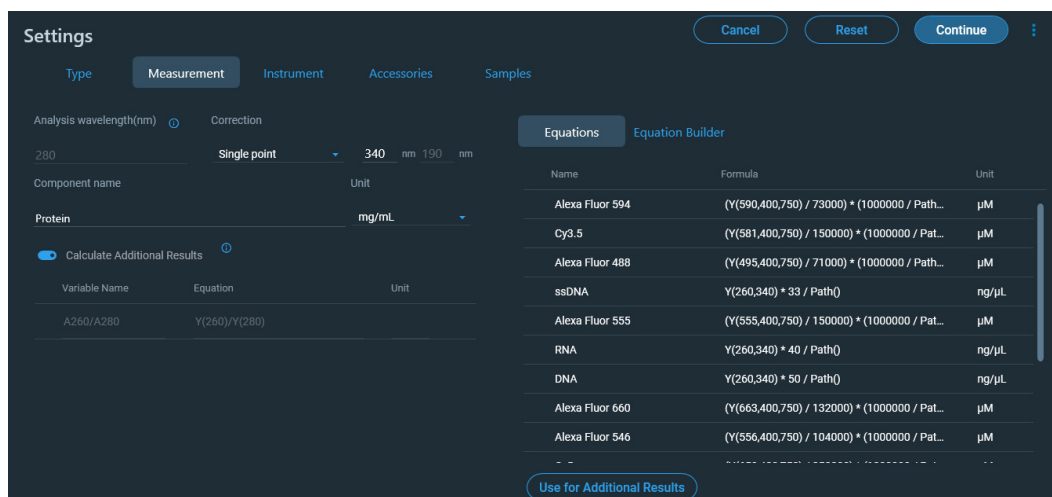 Settings
Cancel
Reset
Continue
Type
Measurement
Instrument
Accessories
Samples
Analysis wavelength(nm)
Correction
280
Single point
340 nm 190 nm
Component name
Unit
Protein
mg/mL
Calculate Additional Results
Variable Name
Equation
Unit
A260/A280
Y(260)/Y(280)
Equations
Equation Builder
Name Formula Unit
Alexa Fluor 594 (Y(590,400,750) / 73000) * (1000000 / Path... µM
Cy3.5 (Y(581,400,750) / 150000) * (1000000 / Pat... µM
Alexa Fluor 488 (Y(495,400,750) / 71000) * (1000000 / Path... µM
ssDNA Y(260,340) * 33 / Path() ng/µL
Alexa Fluor 555 (Y(555,400,750) / 150000) * (1000000 / Pat... µM
RNA Y(260,340) * 40 / Path() ng/µL
DNA Y(260,340) * 50 / Path() ng/µL
Alexa Fluor 660 (Y(663,400,750) / 132000) * (1000000 / Pat... µM
Alexa Fluor 546 (Y(556,400,750) / 104000) * (1000000 / Pat... µM
Use for Additional Results